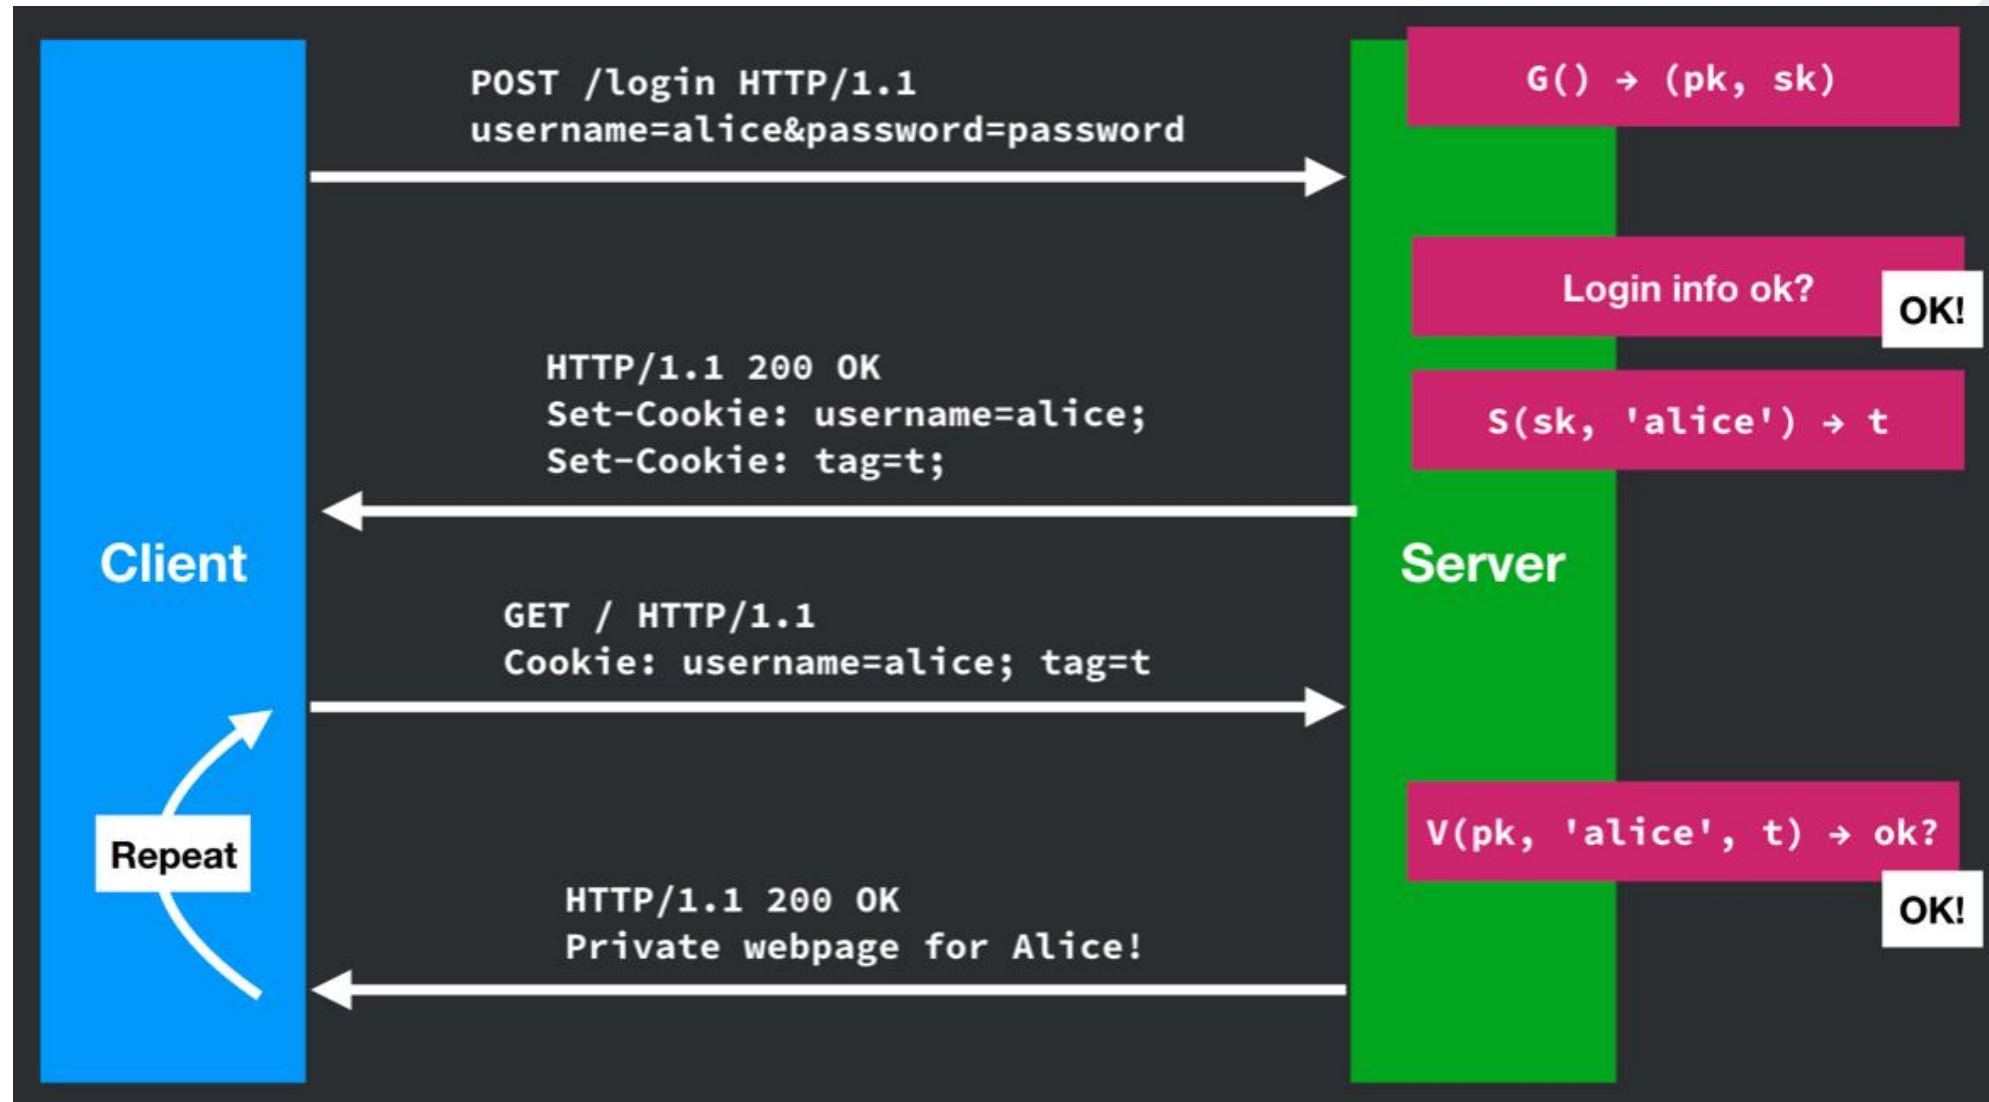 G() → (pk, sk)
POST /login HTTP/1.1
username=alice&password=password
Login info ok?
OK!
HTTP/1.1 200 OK
Set-Cookie: username=alice;
Set-Cookie: tag=t;
S(sk, 'alice') → t
Client
Server
GET / HTTP/1.1
Cookie: username=alice; tag=t
V(pk, 'alice', t) → ok?
OK!
Repeat
HTTP/1.1 200 OK
Private webpage for Alice!